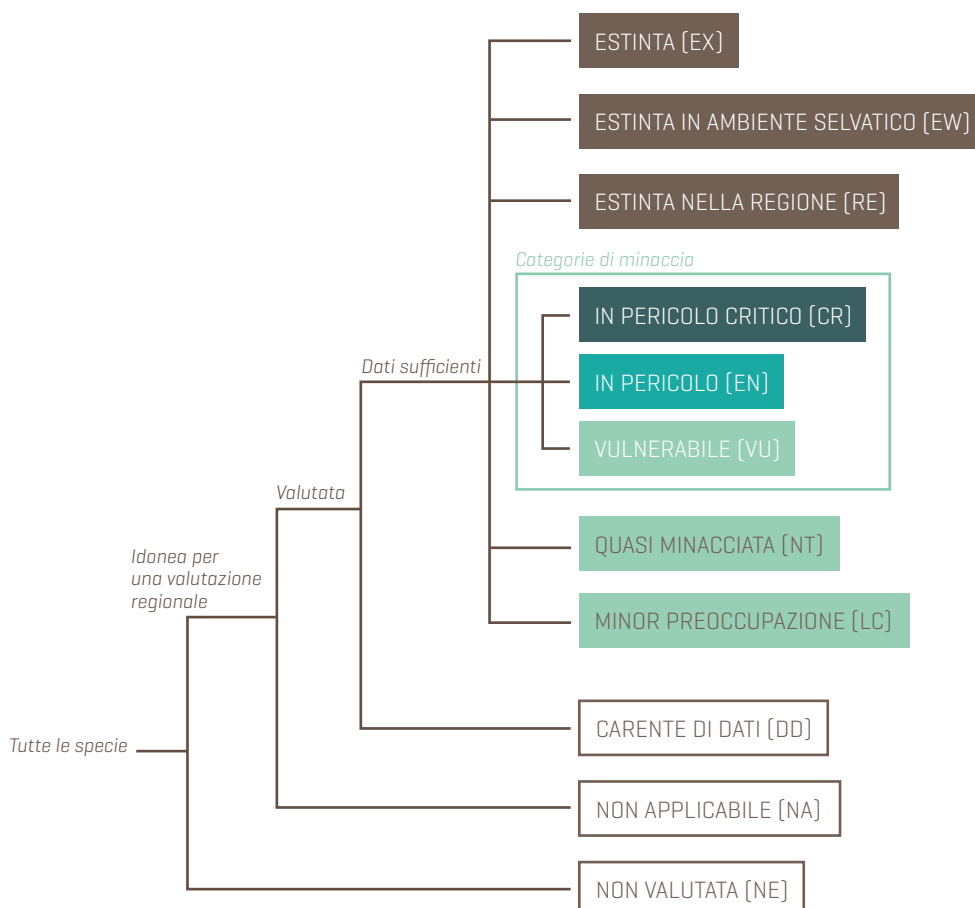 ESTINTA (EX)
ESTINTA IN AMBIENTE SELVATICO (EW)
ESTINTA NELLA REGIONE (RE)
Categorie di minaccia
IN PERICOLO CRITICO (CR)
Dati sufficienti
IN PERICOLO (EN)
VULNERABILE (VU)
Valutata
QUASI MINACCIATA (NT)
Idonea per
una valutazione
regionale
MINOR PREOCCUPAZIONE (LC)
CARENTE DI DATI (DD)
Tutte le specie
NON APPLICABILE (NA)
NON VALUTATA (NE)